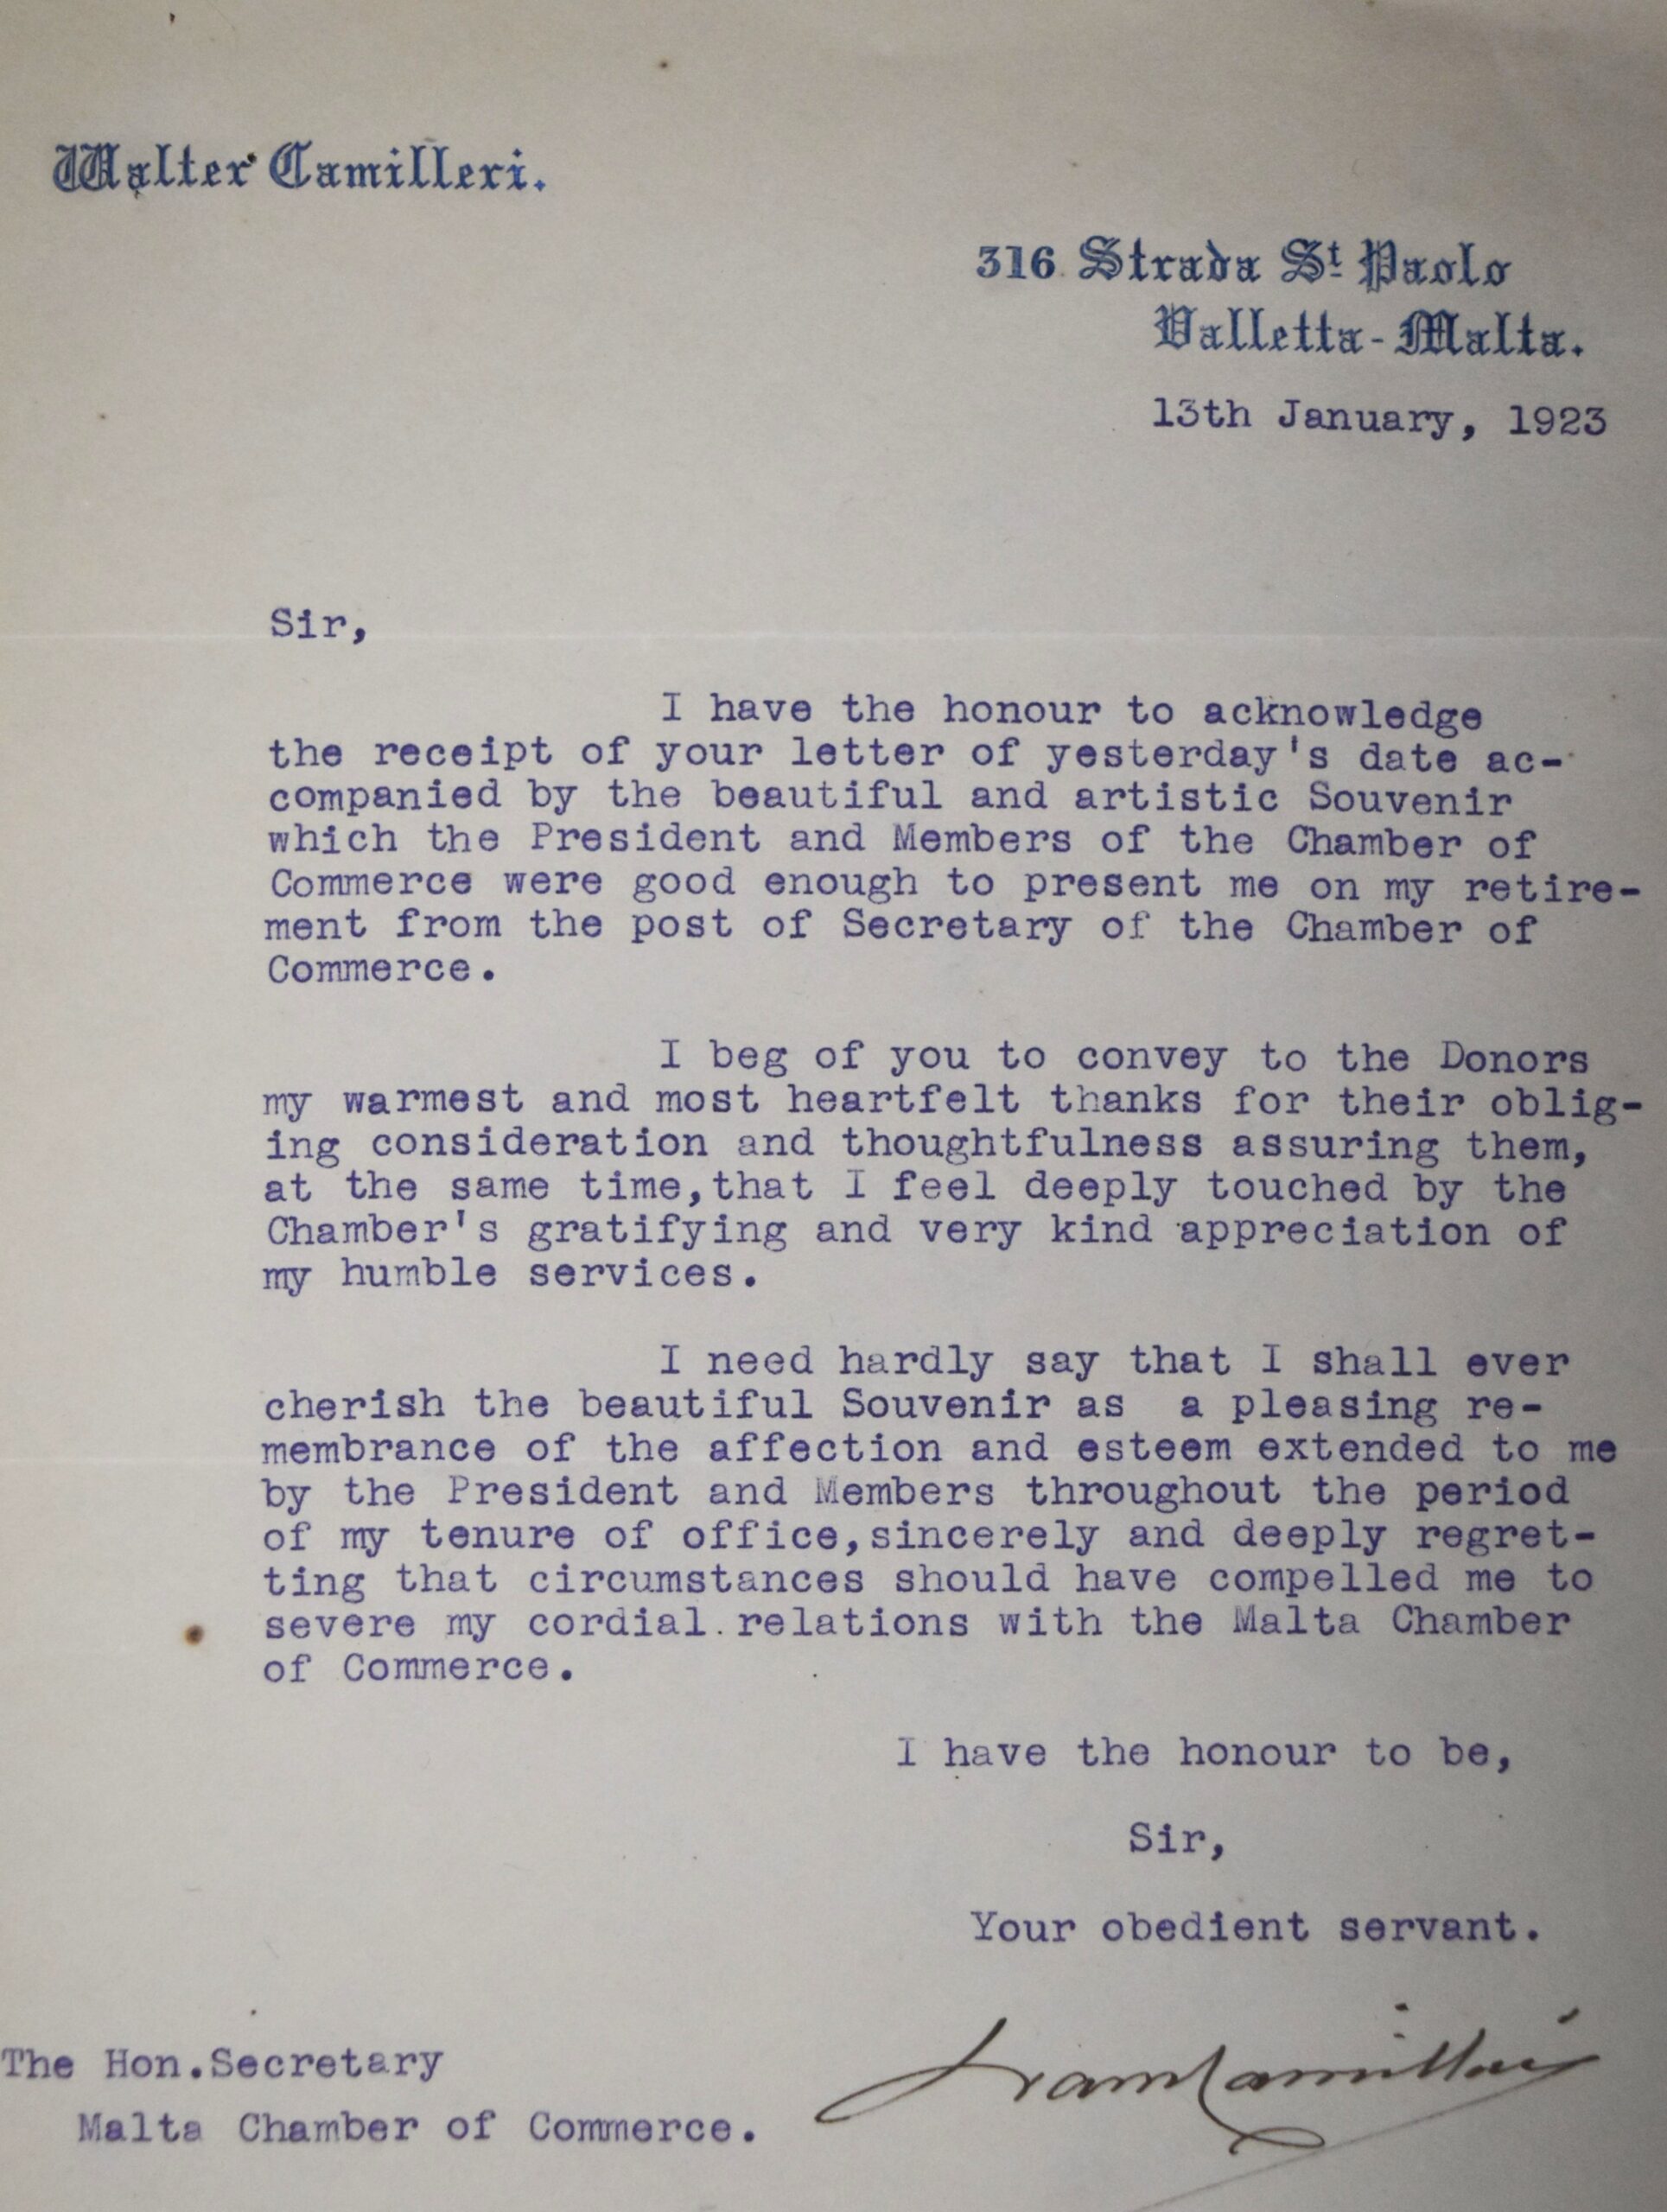 Walter Camilleri.
316 Strada St Paolo
Valletta-Malta.
13th January, 1923
Sir,
I have the honour to acknowledge
the receipt of your letter of yesterday's date ac-
companied by the beautiful and artistic Souvenir
which the President and Members of the Chamber of
Commerce were good enough to present me on my retire-
ment from the post of Secretary of the Chamber of
Commerce.
I beg of you to convey to the Donors
my warmest and most heartfelt thanks for their oblig-
ing consideration and thoughtfulness assuring them,
at the same time,that I feel deeply touched by the
Chamber's gratifying and very kind appreciation of
my humble services.
I need hardly say that I shall ever
cherish the beautiful Souvenir as a pleasing re-
membrance of the affection and esteem extended to me
by the President and Members throughout the period
of my tenure of office,sincerely and deeply regret-
ting that circumstances should have compelled me to
severe my cordial relations with the Malta Chamber
of Commerce.
I have the honour to be,
Sir,
Your obedient servant.
Camilleri
The Hon.Secretary
Malta Chamber of Commerce.